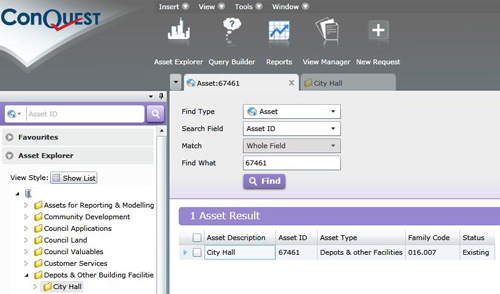 Insert View Tools Window
ConQuest
Asset Explorer Query Builder Reports View Manager New Request
Asset:67461 X City Hall
Asset ID
Find Type Asset
Favourites
Search Field Asset ID
Asset Explorer
Match Whole Field
View Style: Show List
Find What 67461
Find
Assets for Reporting & Modelling
Community Development
Council Applications
1 Asset Result
Council Land
Council Valuables
Asset Description Asset ID Asset Type Family Code Status
Customer Services
City Hall 67461 Depots & other Facilities 016.007 Existing
Depots & Other Building Facilities
City Hall